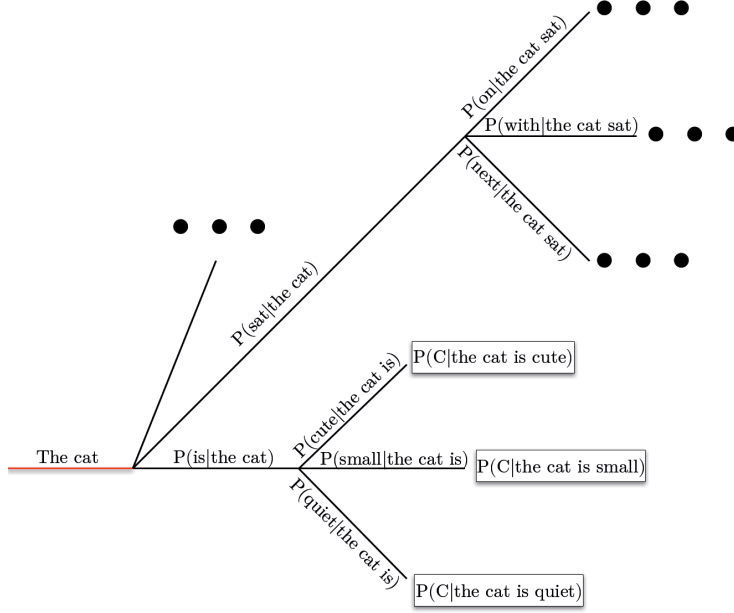 P(on|the cat sat)
P(with|the cat sat)
P(next|the cat sat)
P(sat|the cat)
P(C|the cat is cute)
P(cute|the cat is)
The cat
P(is|the cat)
P(small|the cat is)
P(C|the cat is small)
P(quiet|the cat is)
P(C|the cat is quiet)